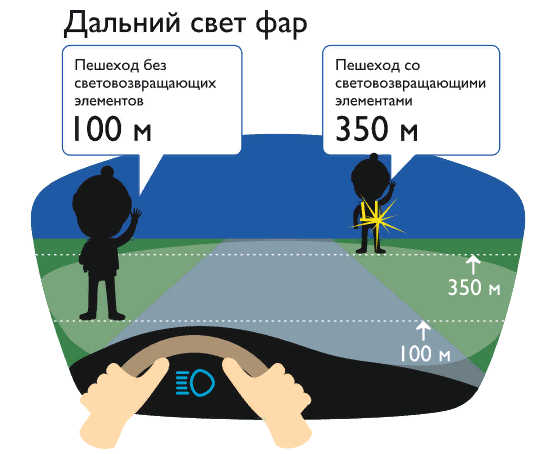 Дальний свет фар
Пешеход без
световозвращающих
элементов
100 м
Пешеход со
световозвращающими
элементами
350 м
350 м
100 м